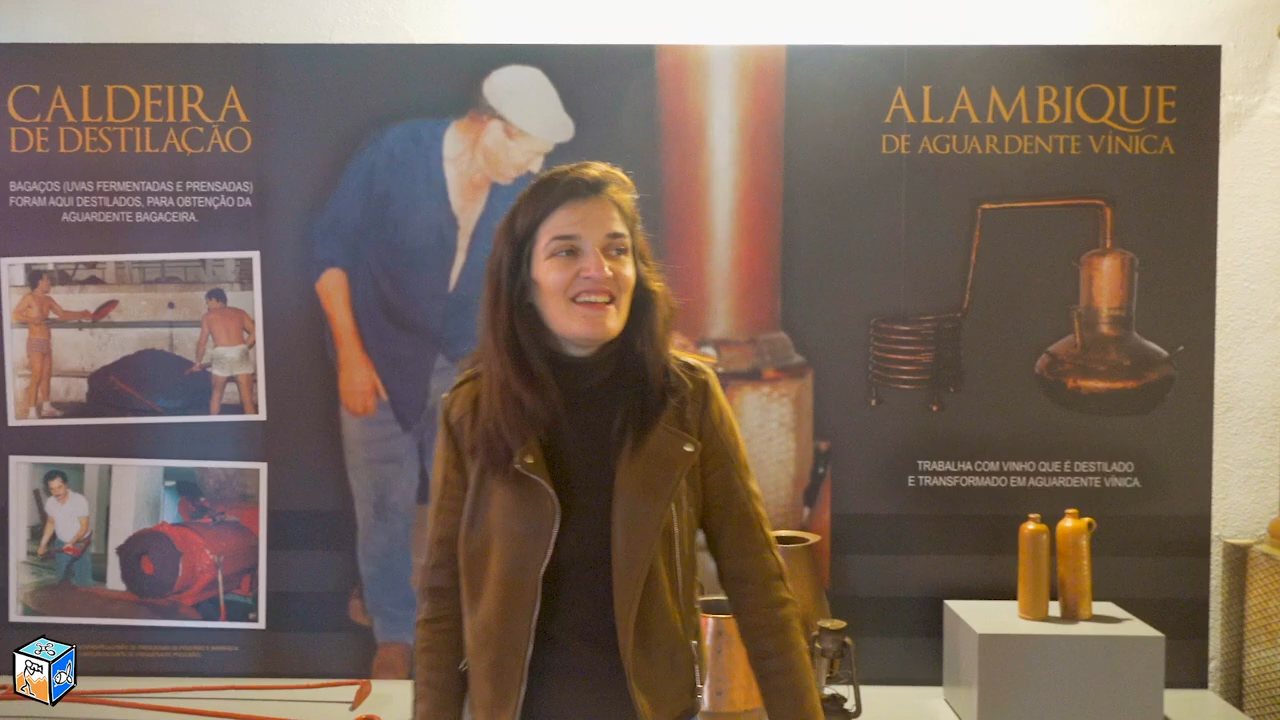 CALDEIRA
DE DESTILAÇÃO
BAGAÇOS (UVAS FERMENTADAS E PRENSADAS)
FORAM AQUI DESTILADOS, PARA OBTENÇÃO DA
AGUARDENTE BAGACEIRA.
ALAMBIQUE
DE AGUARDENTE VÍNICA
TRABALHA COM VINHO QUE É DESTILADO
E TRANSFORMADO EM AGUARDENTE VÍNICA.